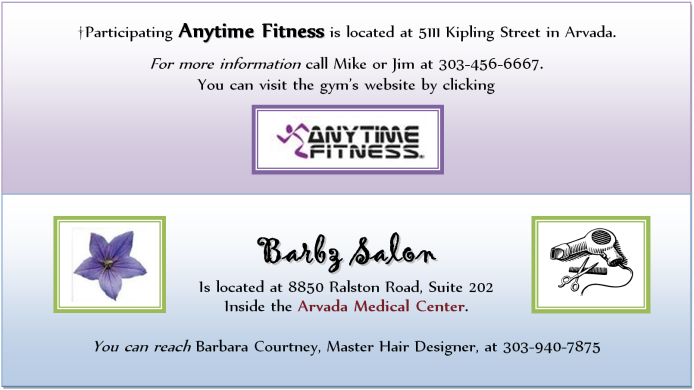 †Participating Anytime Fitness is located at 5111 Kipling Street in Arvada.
For more information call Mike or Jim at 303-456-6667.
You can visit the gym's website by clicking
ANYTIME
FITNESS®
Barbz Salon
Is located at 8850 Ralston Road, Suite 202
Inside the Arvada Medical Center.
You can reach Barbara Courtney, Master Hair Designer, at 303-940-7875